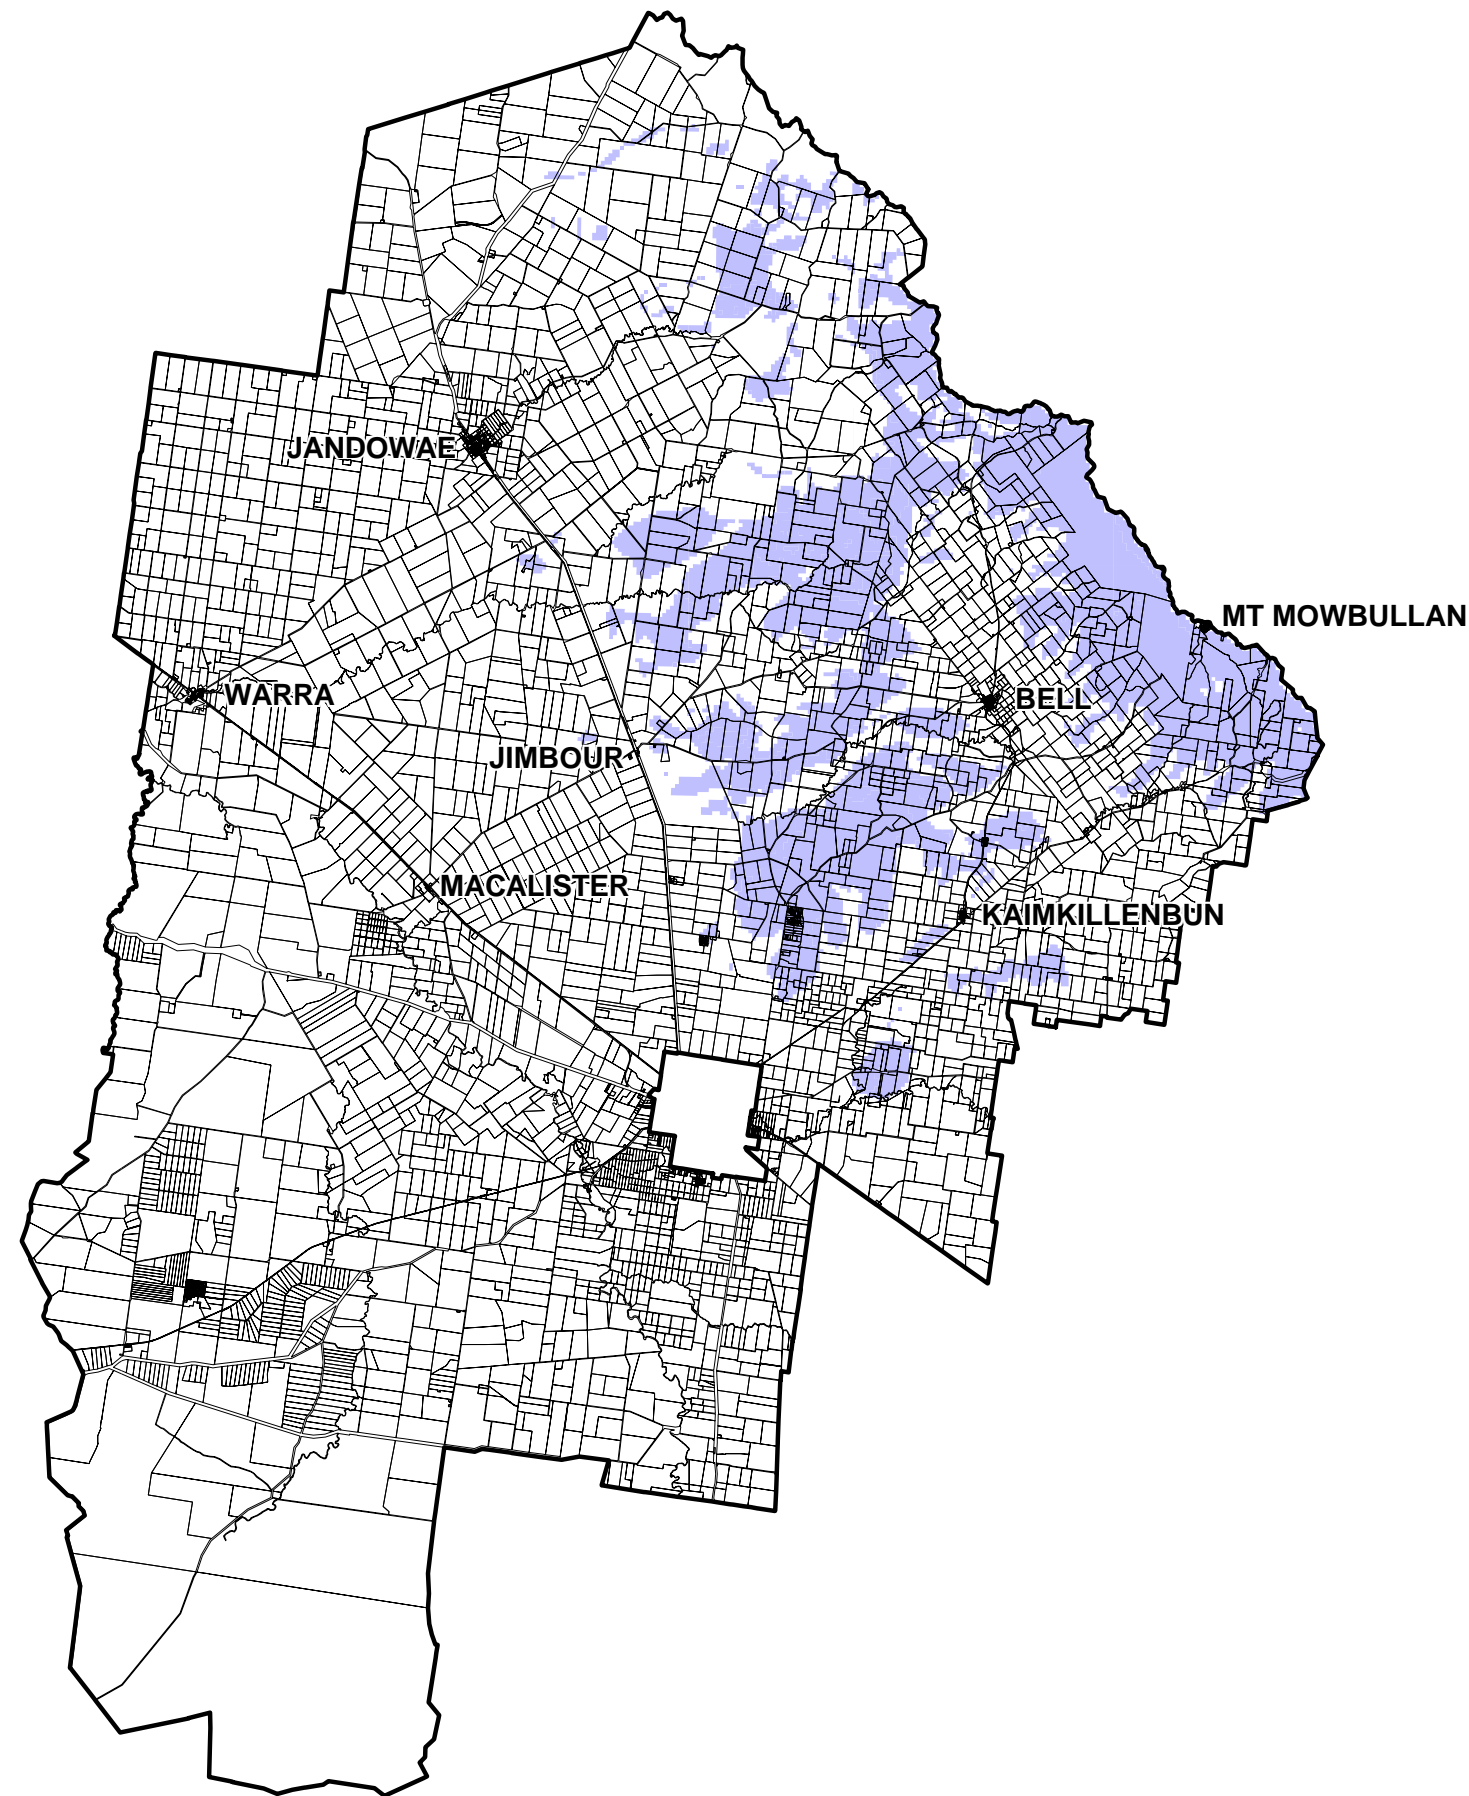 JANDOWAE
MT MOWBULLAN
WARRA
BELL
JIMBOUR
MACALISTER
KAIMKILLENBUN